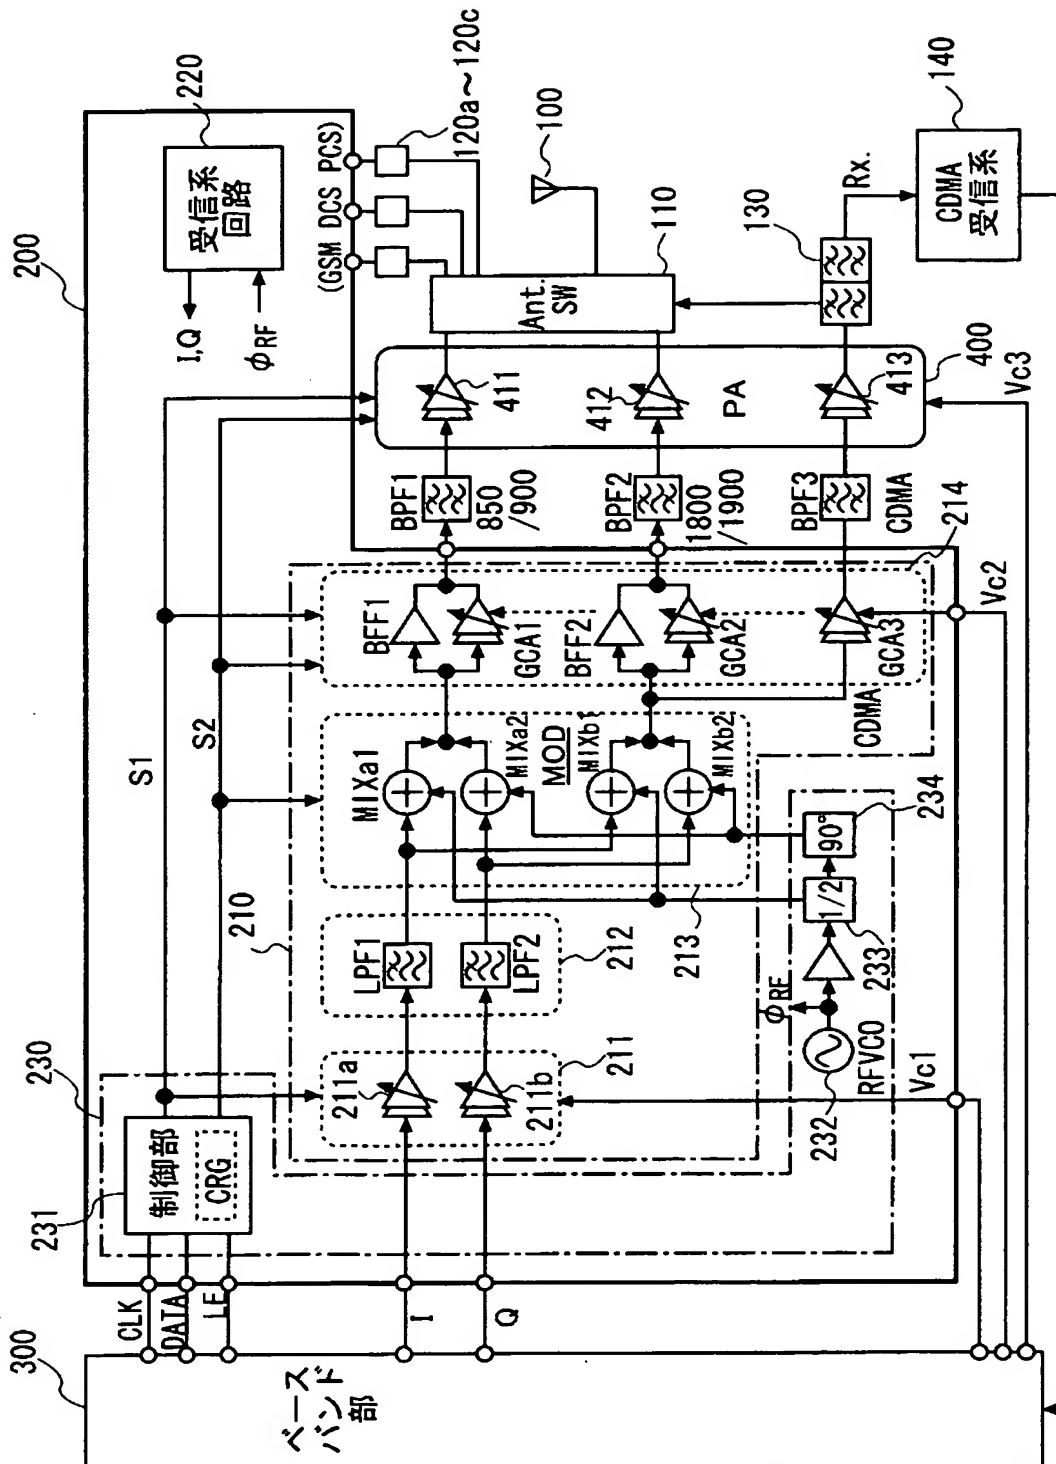 300
ベースバンド部
CLK
DATA
LE
I
Q
200
230
231
制御部
CRG
S1
S2
210
220
受信系
回路
I,Q
ΦRF
(GSM DCS PCS)
120a～120c
100
110
Ant.
SW
130
Rx.
140
CDMA
受信系
211a
211b
211
LPF1
LPF2
212
MIXa1
MIXa2
MOD
MIXb1
MIXb2
213
BFF1
GCA1
BFF2
GCA2
GCA3
CDMA
214
BPF1
850
/900
BPF2
1800
/1900
BPF3
CDMA
411
412
413
PA
400
232
RFVCO
ΦRF
1/2
233
90°
234
Vc1
Vc2
Vc3